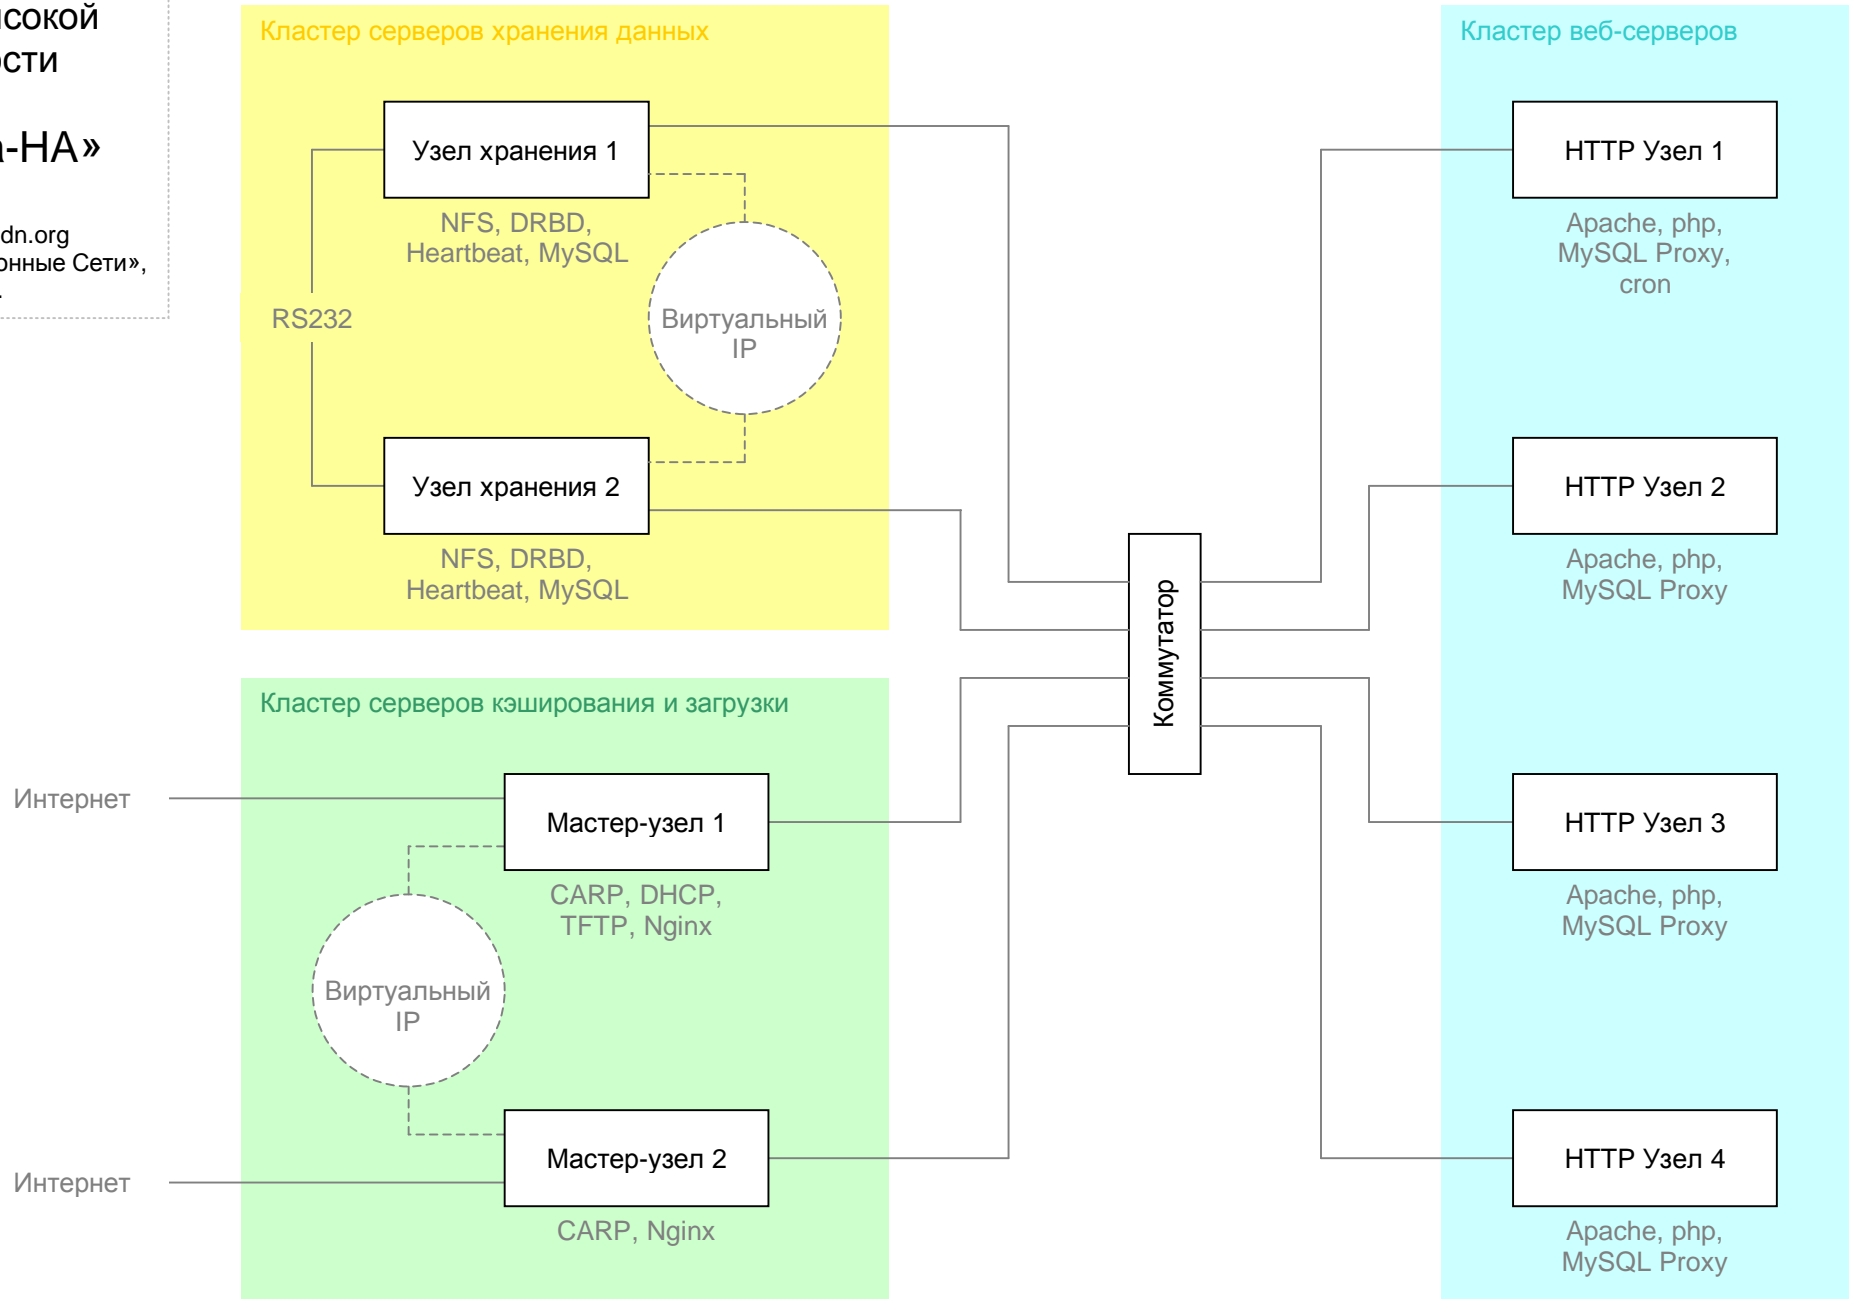 ости
dn.org
онные Сети»,
Кластер серверов хранения данных
Узел хранения 1
NFS, DRBD,
Heartbeat, MySQL
RS232
Виртуальный
IP
Узел хранения 2
NFS, DRBD,
Heartbeat, MySQL
Кластер серверов кэширования и загрузки
Интернет
Мастер-узел 1
CARP, DHCP,
TFTP, Nginx
Виртуальный
IP
Интернет
Мастер-узел 2
CARP, Nginx
Коммутатор
Кластер веб-серверов
HTTP Узел 1
Apache, php,
MySQL Proxy,
cron
HTTP Узел 2
Apache, php,
MySQL Proxy
HTTP Узел 3
Apache, php,
MySQL Proxy
HTTP Узел 4
Apache, php,
MySQL Proxy